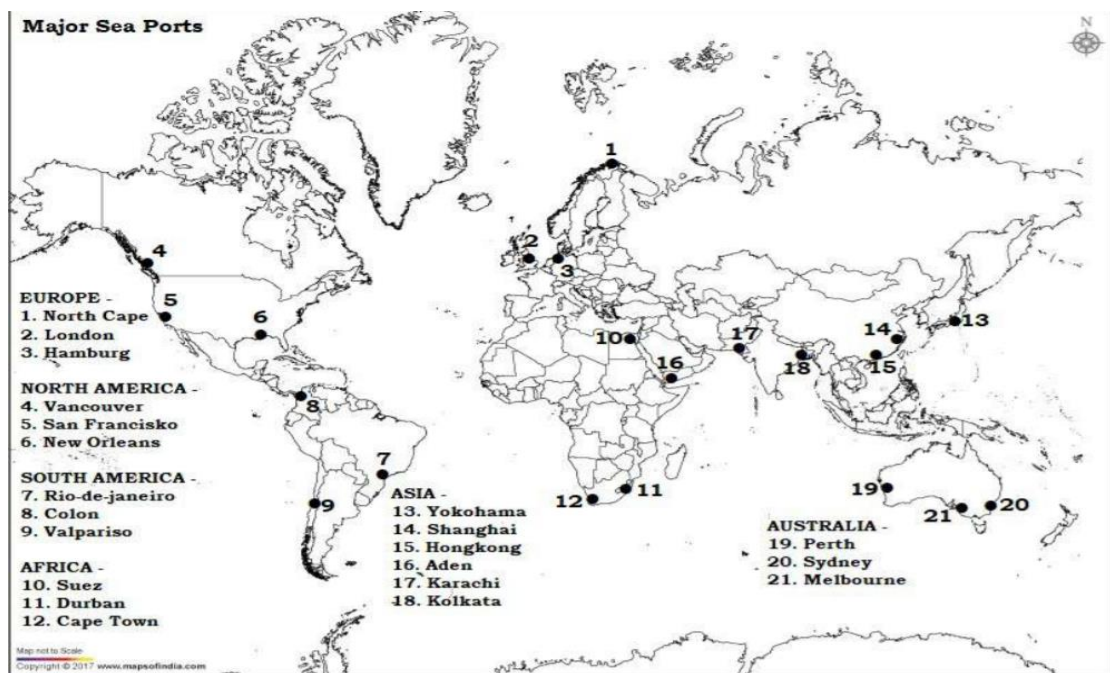 Major Sea Ports
N
1
2
3
4
5
6
7
8
9
10
11
12
13
14
15
16
17
18
19
20
21
EUROPE -
1. North Cape
2. London
3. Hamburg
NORTH AMERICA -
4. Vancouver
5. San Francisko
6. New Orleans
SOUTH AMERICA -
7. Rio-de-janeiro
8. Colon
9. Valpariso
AFRICA -
10. Suez
11. Durban
12. Cape Town
ASIA -
13. Yokohama
14. Shanghai
15. Hongkong
16. Aden
17. Karachi
18. Kolkata
AUSTRALIA -
19. Perth
20. Sydney
21. Melbourne
Map not to Scale
Copyright © 2017 www.mapsofindia.com